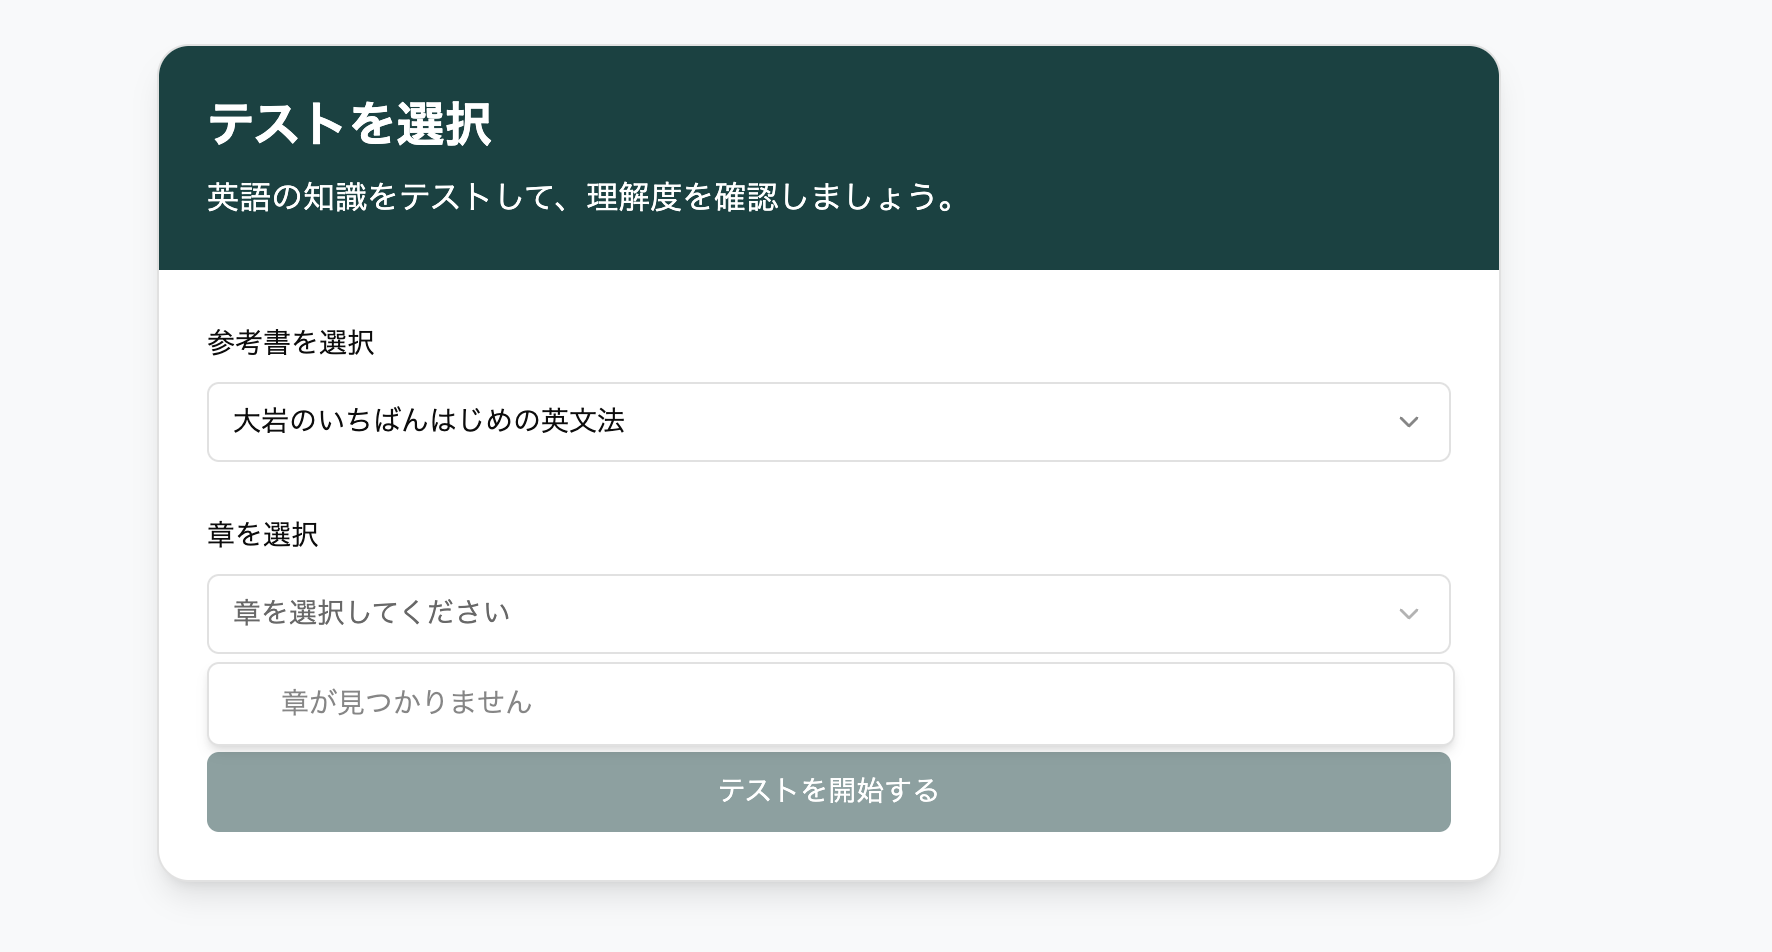 テストを選択
英語の知識をテストして、理解度を確認しましょう。
参考書を選択
大岩のいちばんはじめの英文法
章を選択
章を選択してください
章が見つかりません
テストを開始する